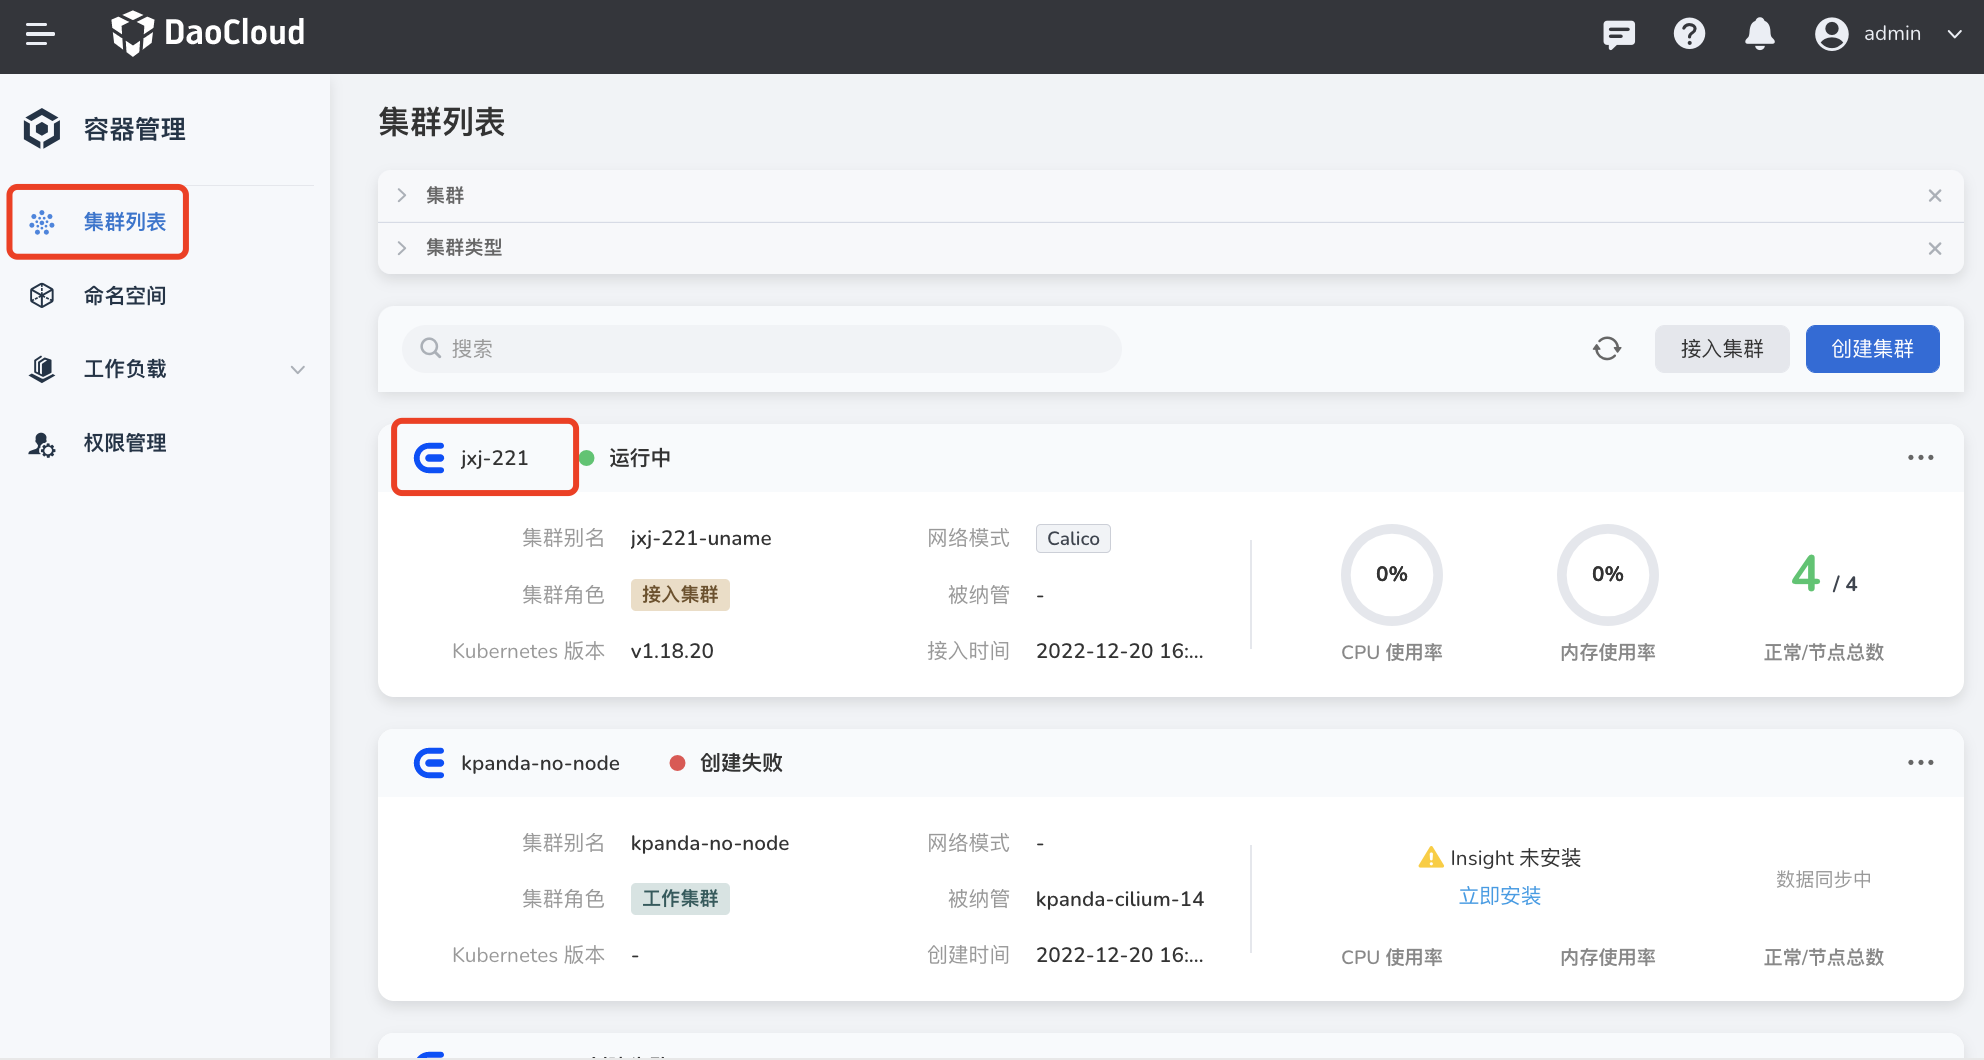 DaoCloud
admin
容器管理
集群列表
命名空间
工作负载
权限管理
集群列表
集群
集群类型
搜索
接入集群
创建集群
jxj-221
运行中
集群别名
jxj-221-uname
网络模式
Calico
集群角色
接入集群
被纳管
-
Kubernetes 版本
v1.18.20
接入时间
2022-12-20 16:...
0%
CPU 使用率
0%
内存使用率
4 / 4
正常/节点总数
kpanda-no-node
创建失败
集群别名
kpanda-no-node
网络模式
-
集群角色
工作集群
被纳管
kpanda-cilium-14
Kubernetes 版本
-
创建时间
2022-12-20 16:...
Insight 未安装
立即安装
数据同步中
CPU 使用率
内存使用率
正常/节点总数